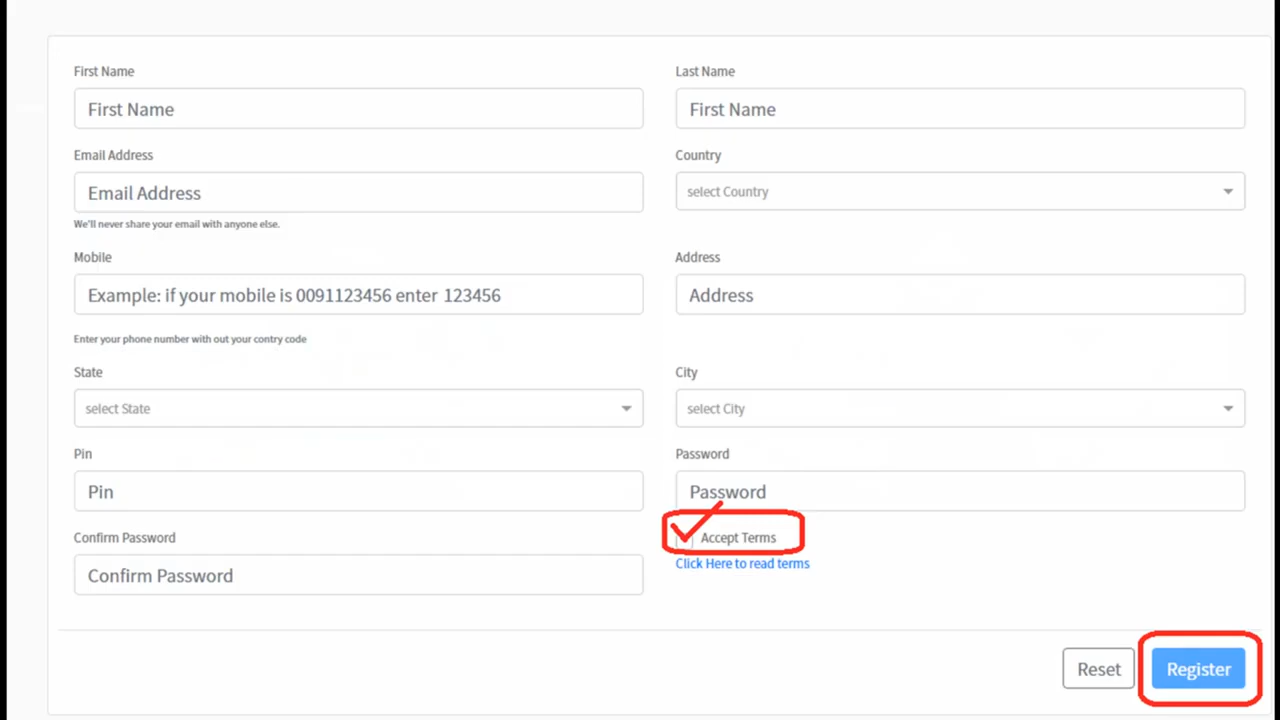 First Name
Last Name
First Name
First Name
Email Address
Country
Email Address
select Country
We'll never share your email with anyone else.
Mobile
Address
Example: if your mobile is 0091123456 enter 123456
Address
Enter your phone number with out your contry code
State
City
select State
select City
Pin
Password
Pin
Password
Confirm Password
Accept Terms
Confirm Password
Click Here to read terms
Reset
Register